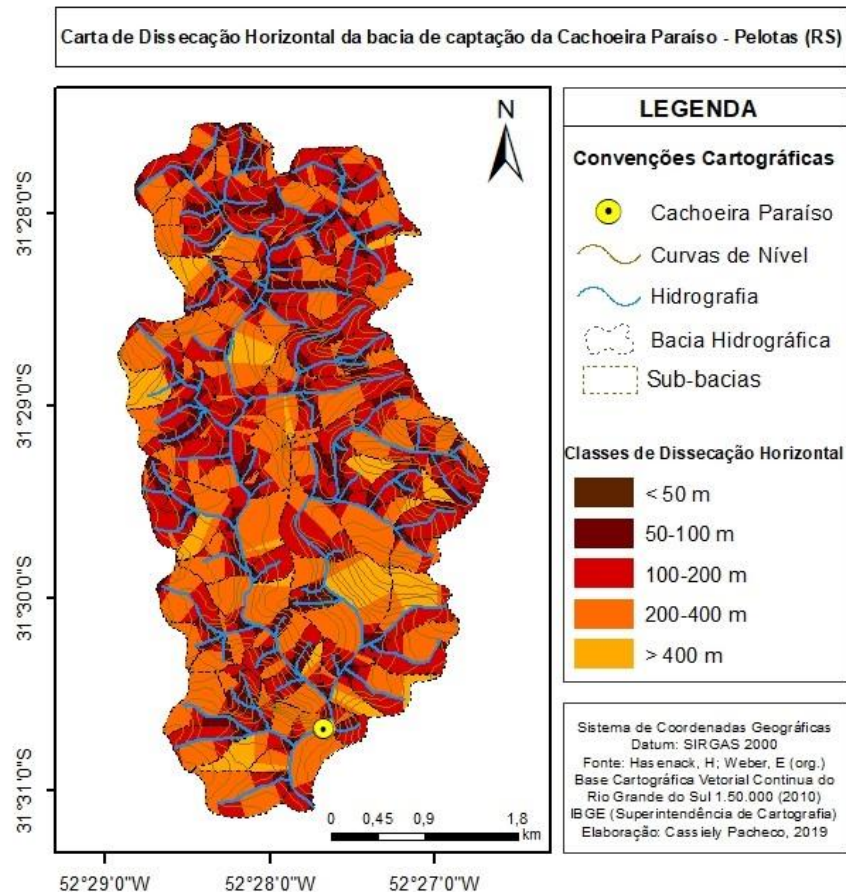 Carta de Dissecação Horizontal da bacia de captação da Cachoeira Paraíso - Pelotas (RS)
N
31°28'0"S
31°29'0"S
31°30'0"S
31°31'0"S
52°29'0"W
52°28'0"W
52°27'0"W
0 0,45 0,9 1,8
km
LEGENDA
Convenções Cartográficas
Cachoeira Paraíso
Curvas de Nível
Hidrografia
Bacia Hidrográfica
Sub-bacias
Classes de Dissecação Horizontal
< 50 m
50-100 m
100-200 m
200-400 m
> 400 m
Sistema de Coordenadas Geográficas
Datum: SIRGAS 2000
Fonte: Hasenack, H; Weber, E (org.)
Base Cartográfica Vetorial Continua do
Rio Grande do Sul 1.50.000 (2010)
IBGE (Superintendência de Cartografia)
Elaboração: Cassiely Pacheco, 2019